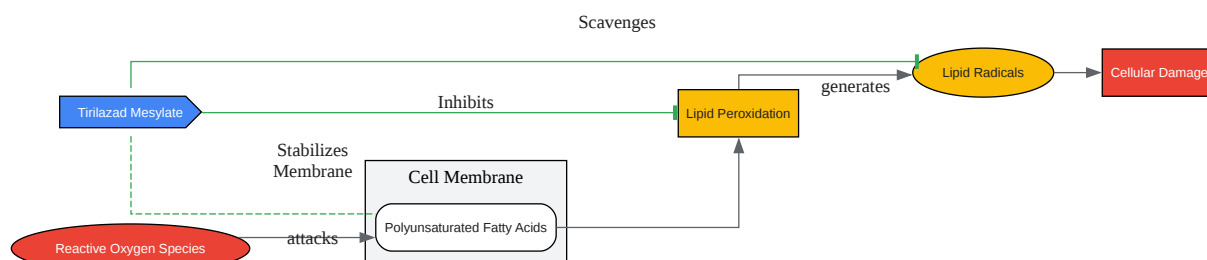 Scavenges
Lipid Radicals
Cellular Damage
generates
Tirilazad Mesylate
Inhibits
Lipid Peroxidation
Stabilizes
Membrane
Cell Membrane
Polyunsaturated Fatty Acids
attacks
Reactive Oxygen Species